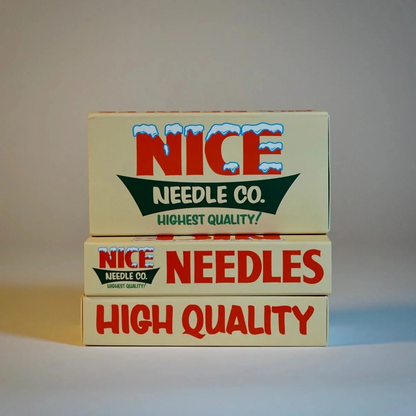 NICE
NEEDLE CO.
HIGHEST QUALITY!
NICE
NEEDLE CO.
HIGHEST QUALITY!
NEEDLES
HIGH QUALITY